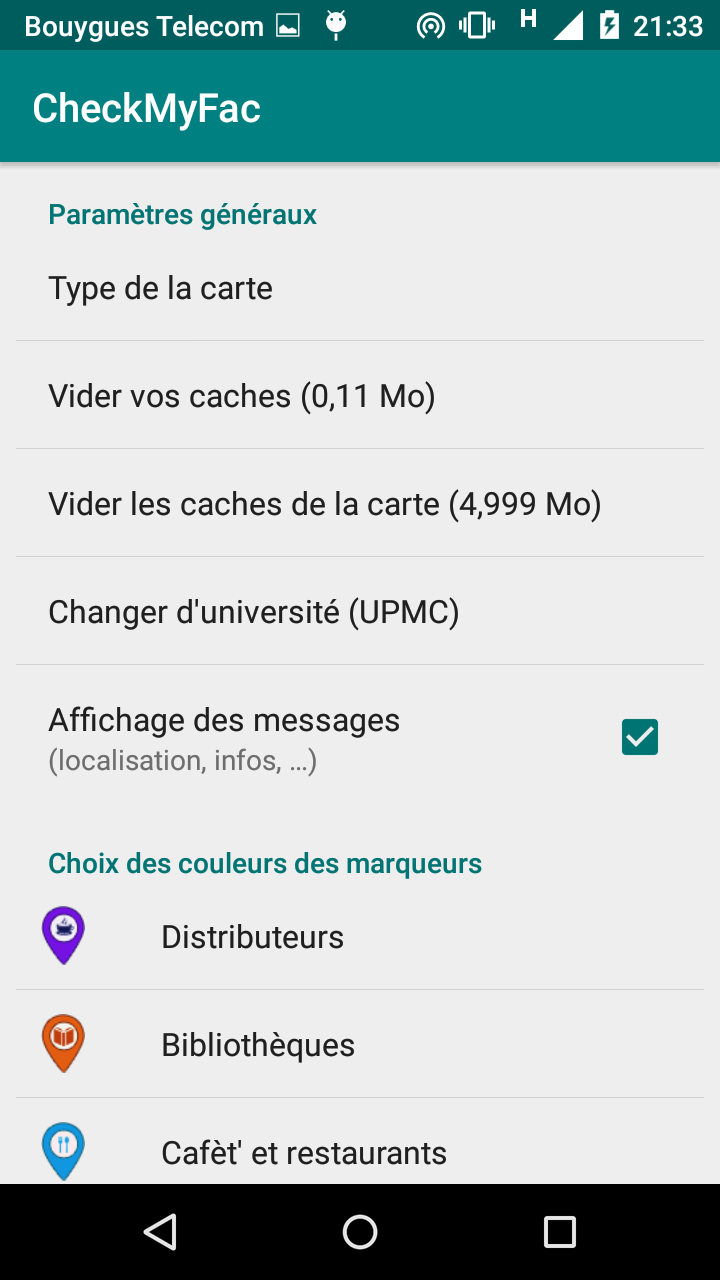 Bouygues Telecom H 21:33
CheckMyFac
Paramètres généraux
Type de la carte
Vider vos caches (0,11 Mo)
Vider les caches de la carte (4,999 Mo)
Changer d'université (UPMC)
Affichage des messages
(localisation, infos, ...)
Choix des couleurs des marqueurs
Distributeurs
Bibliothèques
Cafèt' et restaurants